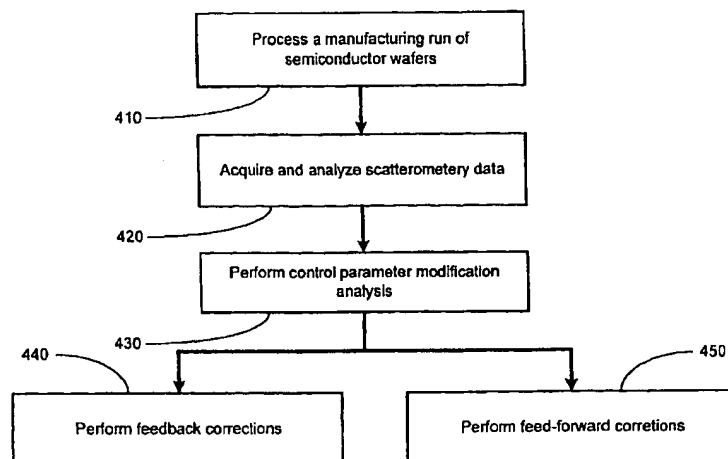 Process a manufacturing run of
semiconductor wafers
410
Acquire and analyze scatterometery data
420
Perform control parameter modification
analysis
430
440
450
Perform feedback corrections
Perform feed-forward corretions